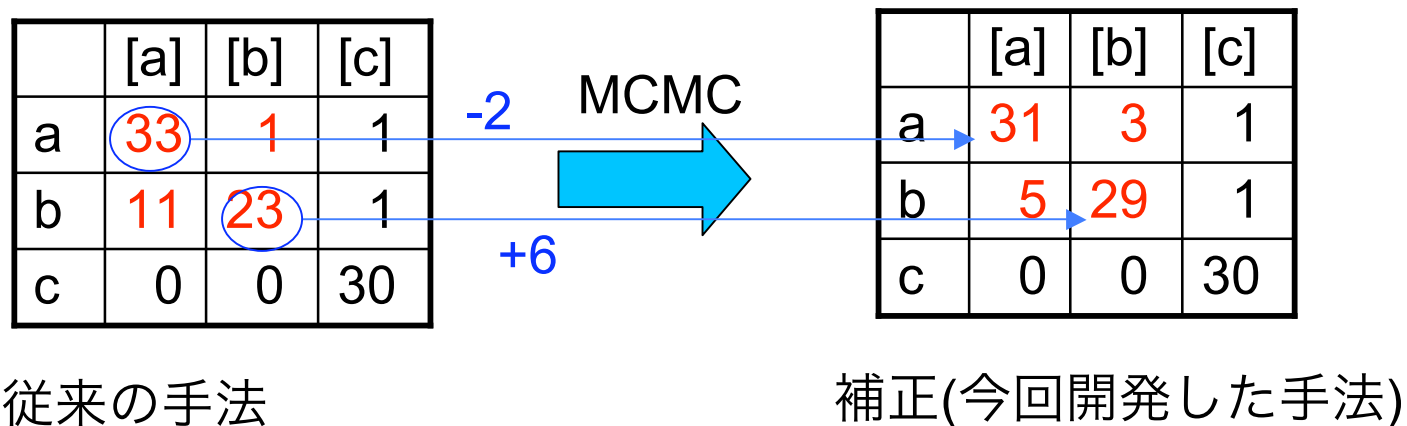 [a] [b] [c]
a 33 1 1
b 11 23 1
c 0 0 30
-2
+6
MCMC
[a] [b] [c]
a 31 3 1
b 5 29 1
c 0 0 30
従来の手法
補正(今回開発した手法)